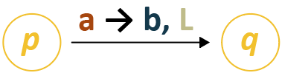 p a → b, L q